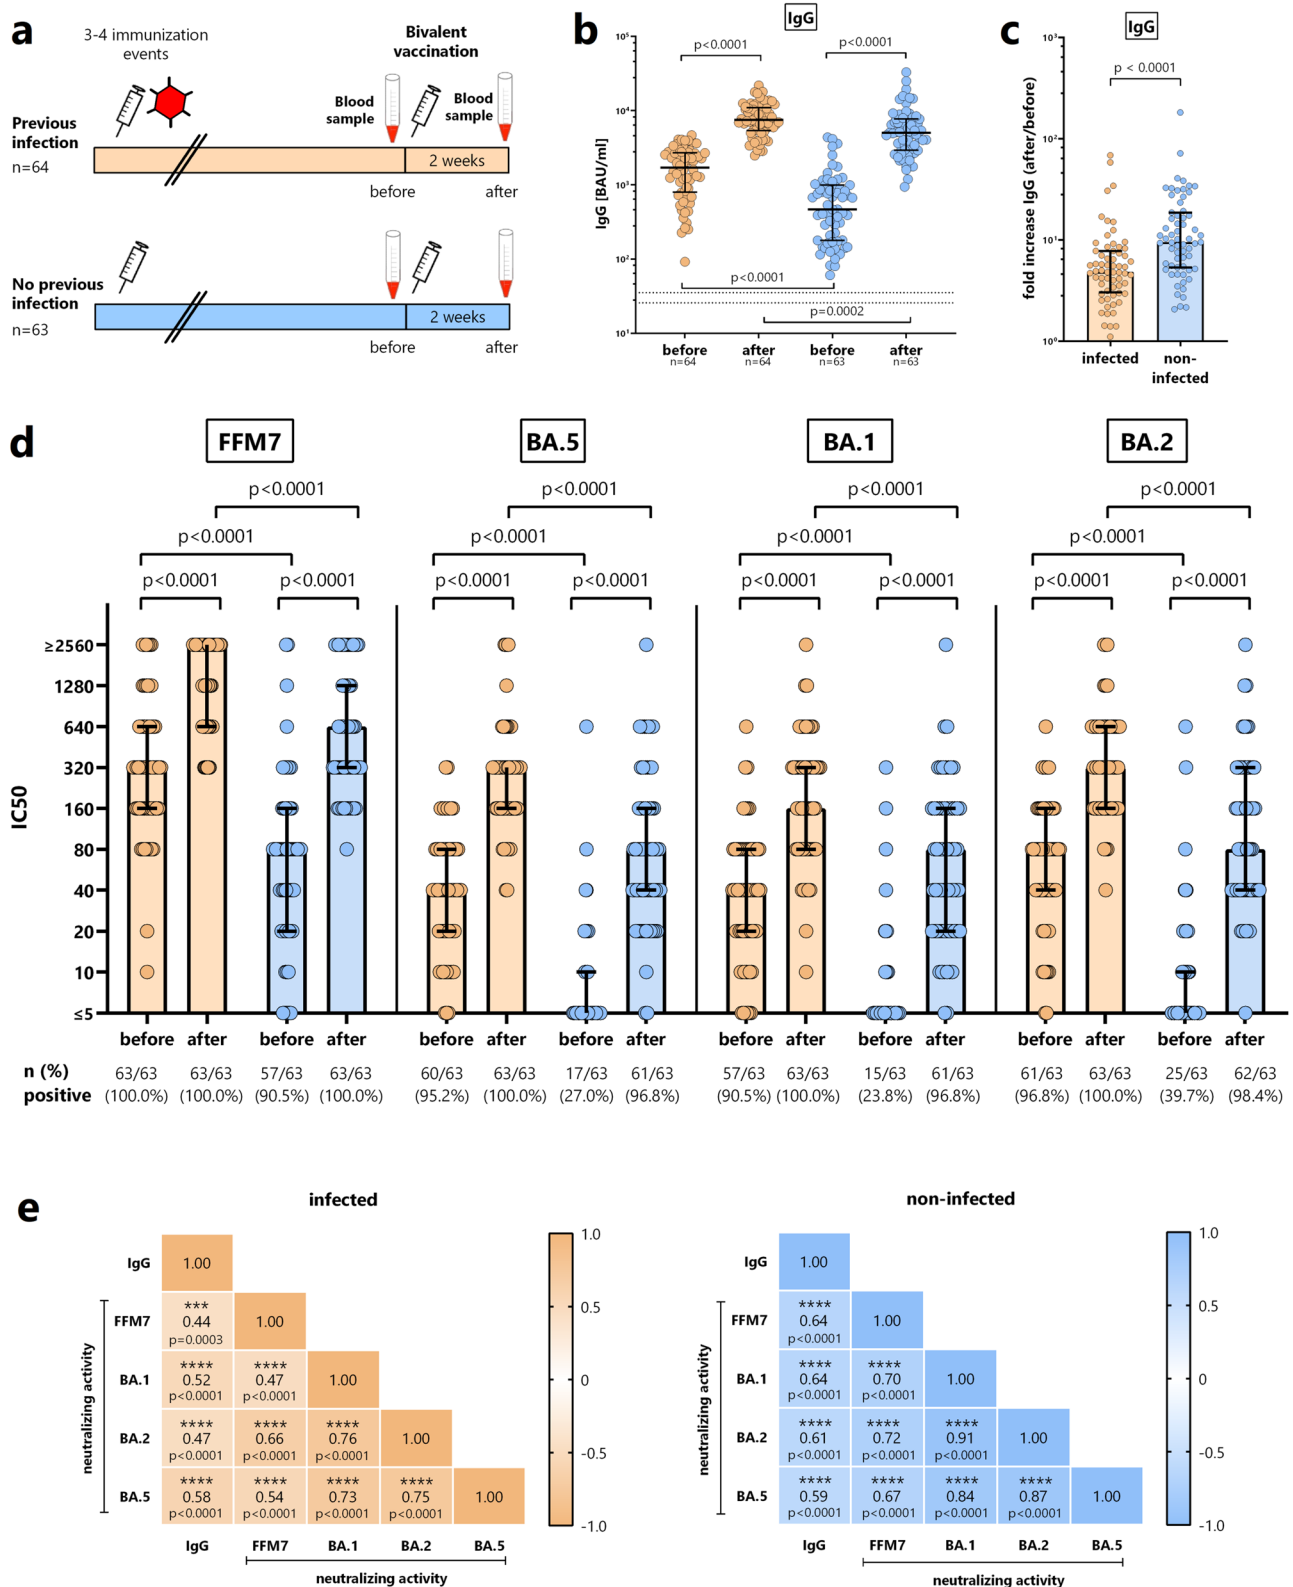 a
3-4 immunization
events
Bivalent
vaccination
Previous
infection
n=64
Blood
sample
Blood
sample
2 weeks
before
after
No previous
infection
n=63
2 weeks
before
after
b
IgG
IgG [BAU/ml]
10⁵
10⁴
10³
10²
10¹
p<0.0001
p<0.0001
p<0.0001
p=0.0002
before after before after
n=64 n=64 n=63 n=63
c
IgG
fold increase IgG (after/before)
10³
10²
10¹
10⁰
p < 0.0001
infected non-
infected
d
FFM7 BA.5 BA.1 BA.2
p<0.0001 p<0.0001 p<0.0001 p<0.0001
p<0.0001 p<0.0001 p<0.0001 p<0.0001
p<0.0001 p<0.0001 p<0.0001 p<0.0001 p<0.0001 p<0.0001 p<0.0001 p<0.0001
IC50
≥2560
1280
640
320
160
80
40
20
10
≤5
before after before after before after before after before after before after before after before after
n (%) 63/63 63/63 57/63 63/63 60/63 63/63 17/63 61/63 57/63 63/63 15/63 61/63 61/63 63/63 25/63 62/63
positive (100.0%) (100.0%) (90.5%) (100.0%) (95.2%) (100.0%) (27.0%) (96.8%) (90.5%) (100.0%) (23.8%) (96.8%) (96.8%) (100.0%) (39.7%) (98.4%)
e
infected
IgG 1.00
*** 
FFM7 0.44 1.00
p=0.0003
**** ****
BA.1 0.52 0.47 1.00
p<0.0001 p<0.0001
**** **** ****
BA.2 0.47 0.66 0.76 1.00
p<0.0001 p<0.0001 p<0.0001
**** **** **** ****
BA.5 0.58 0.54 0.73 0.75 1.00
p<0.0001 p<0.0001 p<0.0001 p<0.0001
IgG FFM7 BA.1 BA.2 BA.5
neutralizing activity
neutralizing activity
1.0
0.5
0
-0.5
-1.0
non-infected
IgG 1.00
****
FFM7 0.64 1.00
p<0.0001
**** ****
BA.1 0.64 0.70 1.00
p<0.0001 p<0.0001
**** **** ****
BA.2 0.61 0.72 0.91 1.00
p<0.0001 p<0.0001 p<0.0001
**** **** **** ****
BA.5 0.59 0.67 0.84 0.87 1.00
p<0.0001 p<0.0001 p<0.0001 p<0.0001
IgG FFM7 BA.1 BA.2 BA.5
neutralizing activity
neutralizing activity
1.0
0.5
0
-0.5
-1.0